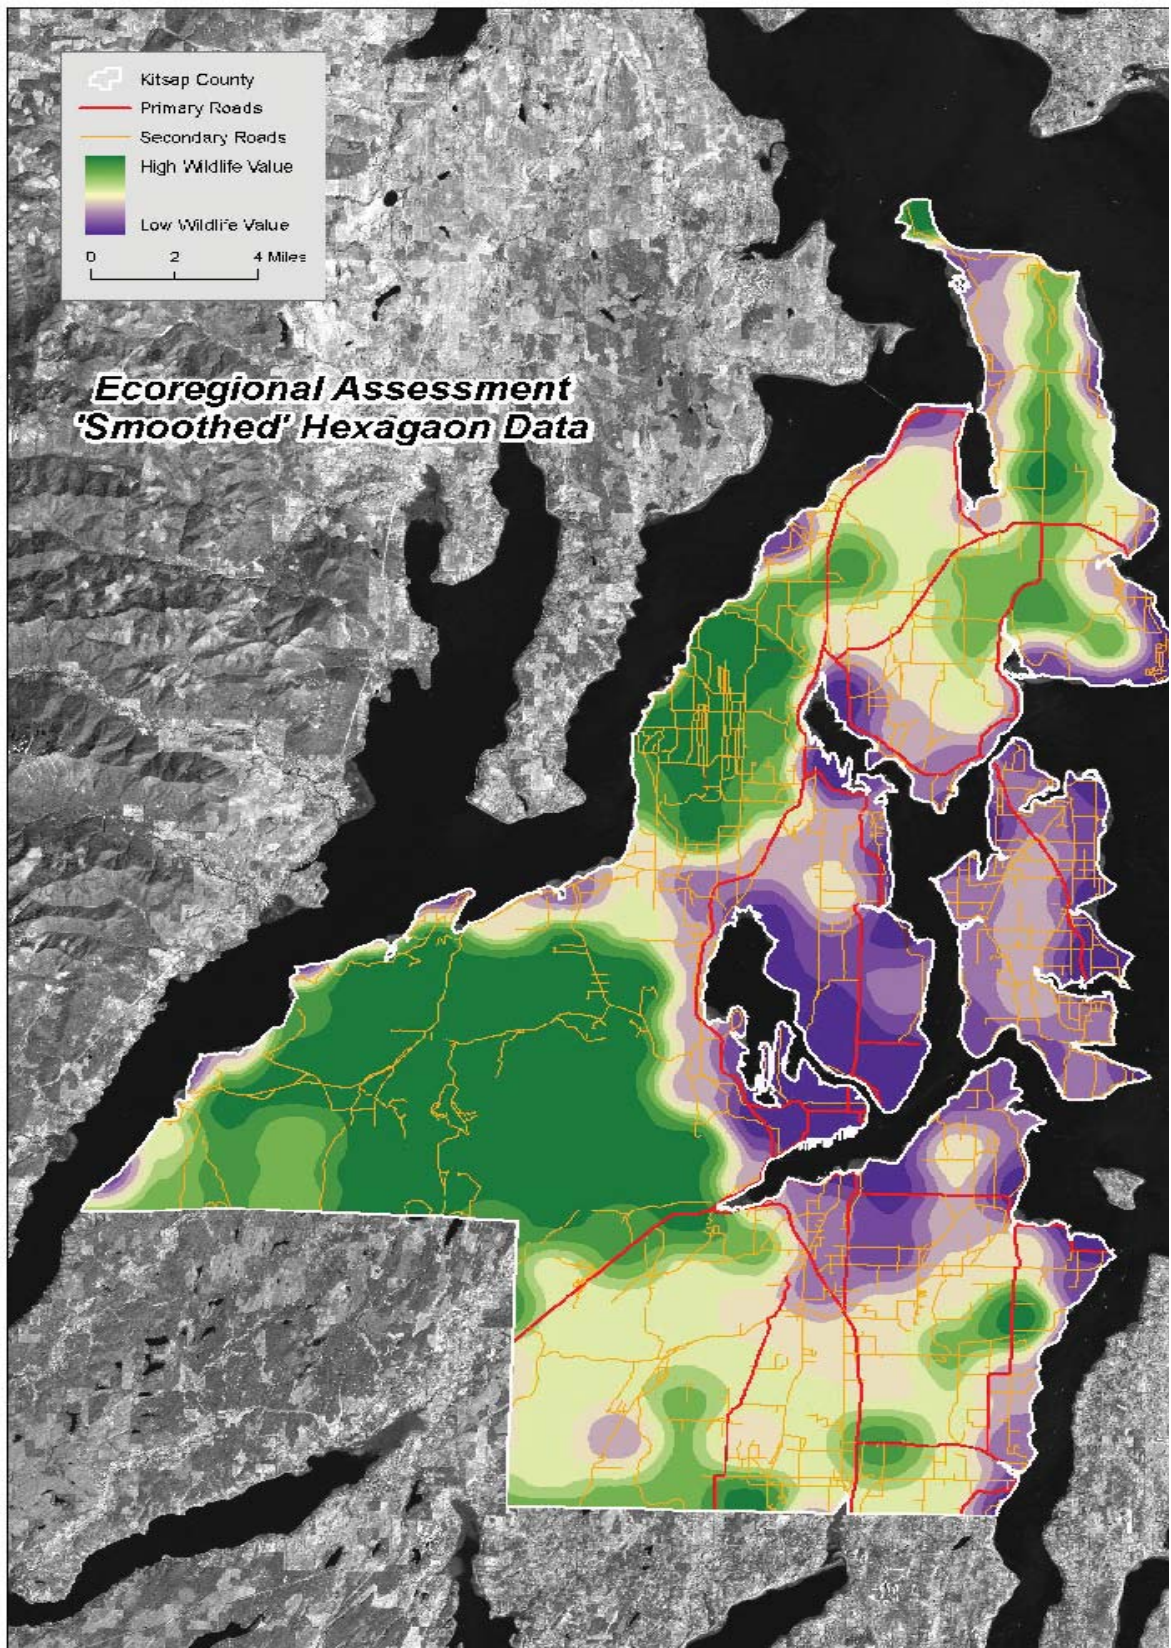 Kitsap County
Primary Roads
Secondary Roads
High Wildlife Value
Low Wildlife Value
0 2 4 Miles
Ecoregional Assessment
'Smoothed' Hexagaon Data